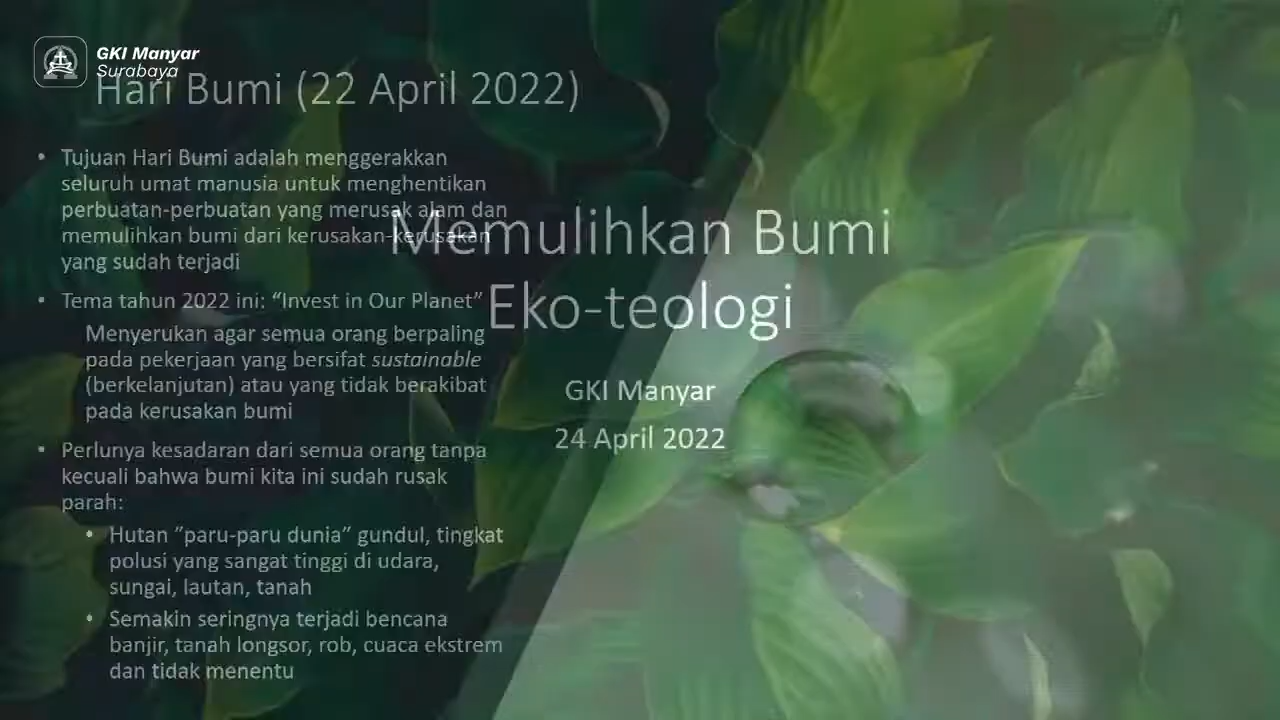 GKI Manyar
Surabaya
Hari Bumi (22 April 2022)
• Tujuan Hari Bumi adalah menggerakkan
seluruh umat manusia untuk menghentikan
perbuatan-perbuatan yang merusak alam dan
memulihkan bumi dari kerusakan-kerusakan
yang sudah terjadi
• Tema tahun 2022 ini: “Invest in Our Planet”
Menyerukan agar semua orang berpaling
pada pekerjaan yang bersifat sustainable
(berkelanjutan) atau yang tidak berakibat
pada kerusakan bumi
• Perlunya kesadaran dari semua orang tanpa
kecuali bahwa bumi kita ini sudah rusak
parah:
• Hutan “paru-paru dunia” gundul, tingkat
polusi yang sangat tinggi di udara,
sungai, lautan, tanah
• Semakin seringnya terjadi bencana
banjir, tanah longsor, rob, cuaca ekstrem
dan tidak menentu
Memulihkan Bumi
Eko-teologi
GKI Manyar
24 April 2022